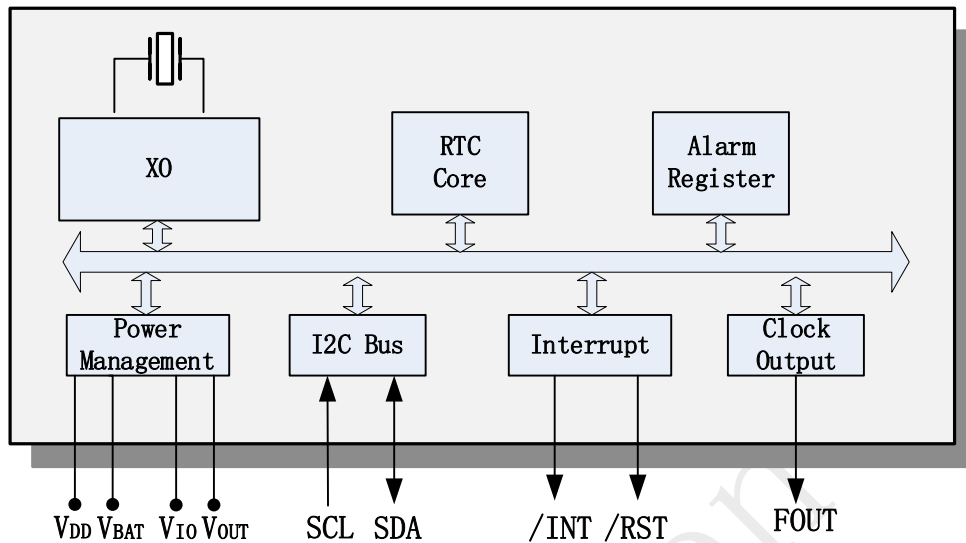 XO
RTC
Core
Alarm
Register
Power
Management
I2C Bus
Interrupt
Clock
Output
VDD VBAT VIO VOUT SCL SDA /INT /RST FOUT